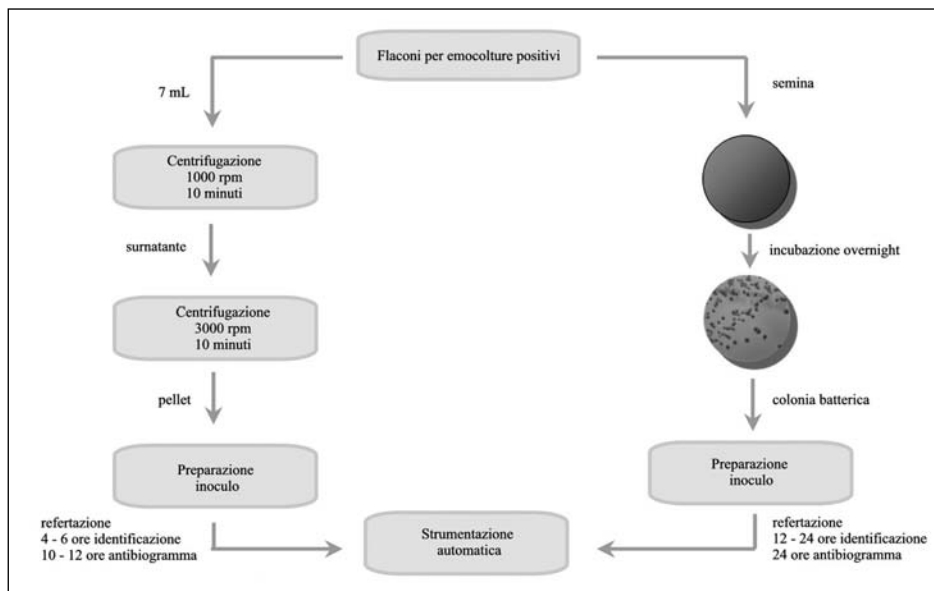 Flaconi per emocolture positivi
7 mL
Centrifugazione
1000 rpm
10 minuti
surnatante
Centrifugazione
3000 rpm
10 minuti
pellet
Preparazione
inoculo
refertazione
4 - 6 ore identificazione
10 - 12 ore antibiogramma
semina
incubazione overnight
colonia batterica
Preparazione
inoculo
refertazione
12 - 24 ore identificazione
24 ore antibiogramma
Strumentazione
automatica